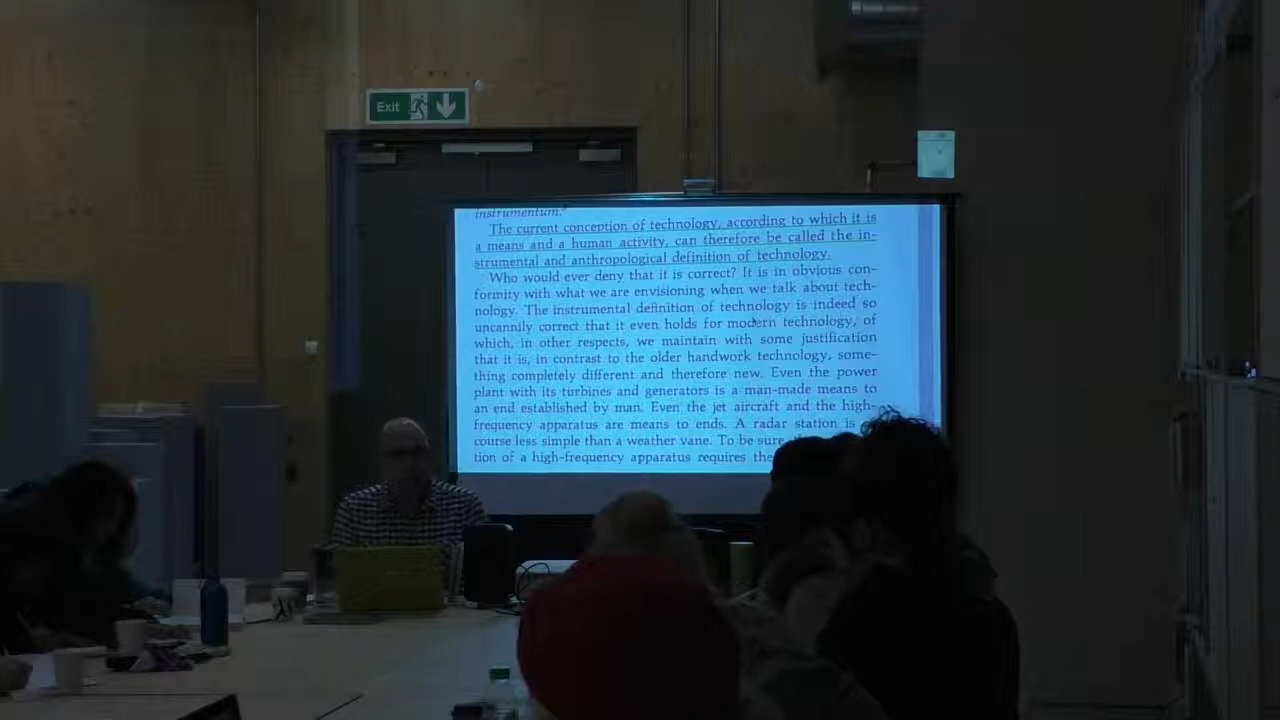 Exit
instrumentum.
The current conception of technology, according to which it is
a means and a human activity, can therefore be called the in-
strumental and anthropological definition of technology.
Who would ever deny that it is correct? It is in obvious con-
formity with what we are envisioning when we talk about tech-
nology. The instrumental definition of technology is indeed so
uncannily correct that it even holds for modern technology, of
which, in other respects, we maintain with some justification
that it is, in contrast to the older handwork technology, some-
thing completely different and therefore new. Even the power
plant with its turbines and generators is a man-made means to
an end established by man. Even the jet aircraft and the high-
frequency apparatus are means to ends. A radar station is
course less simple than a weather vane. To be sure,
tion of a high-frequency apparatus requires the